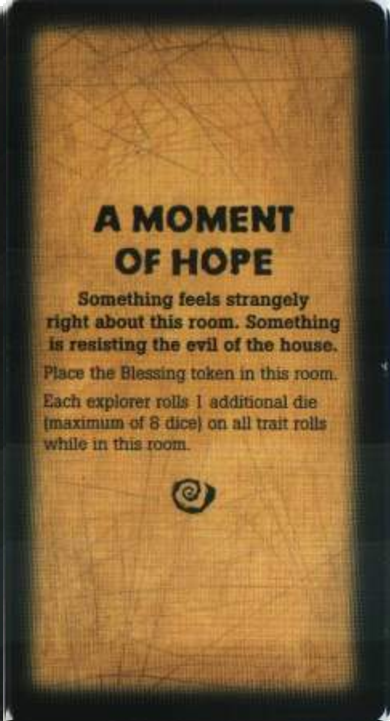 A MOMENT
OF HOPE
Something feels strangely
right about this room. Something
is resisting the evil of the house.
Place the Blessing token in this room.
Each explorer rolls 1 additional die
(maximum of 8 dice) on all trait rolls
while in this room.